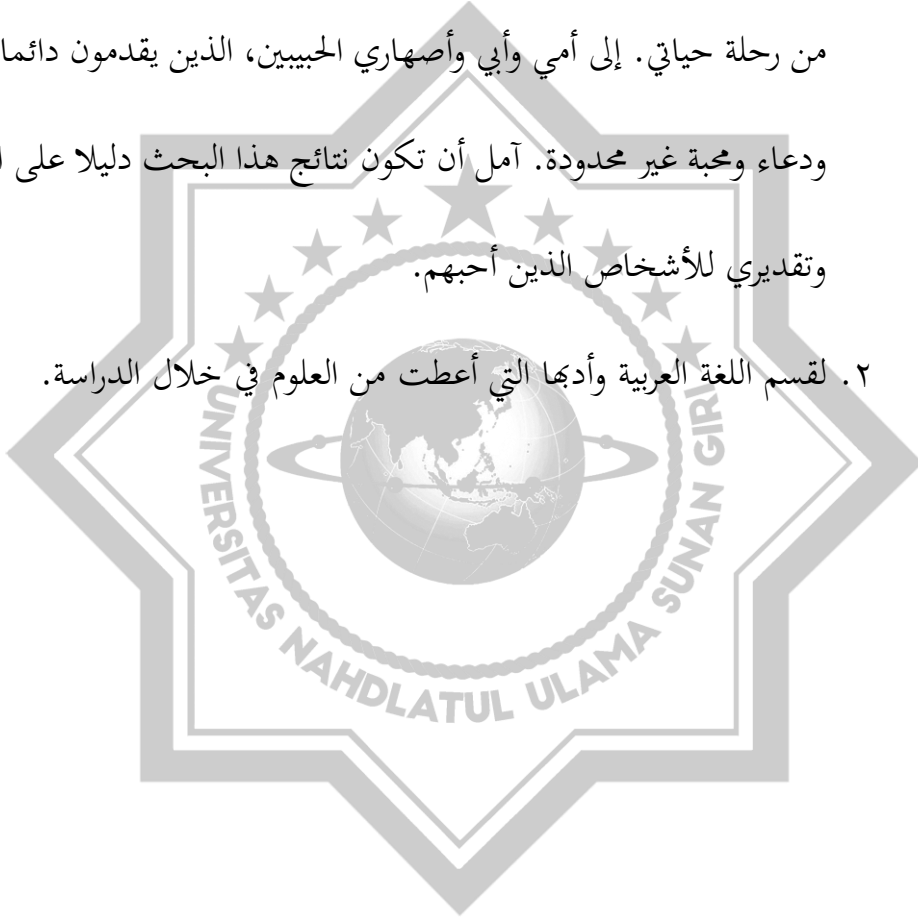 من رحلة حياتي. إلى أمي وأبي وأصهاري الحبيبين، الذين يقدمون دائما
ودعاء ومحبة غير محدودة. آمل أن تكون نتائج هذا البحث دليلا على
وتقديري للأشخاص الذين أحبهم.
٢. لقسم اللغة العربية وأدبها التي أعطت من العلوم في خلال الدراسة.
UNIVERSITAS NAHDLATUL ULAMA SUNAN GIRI